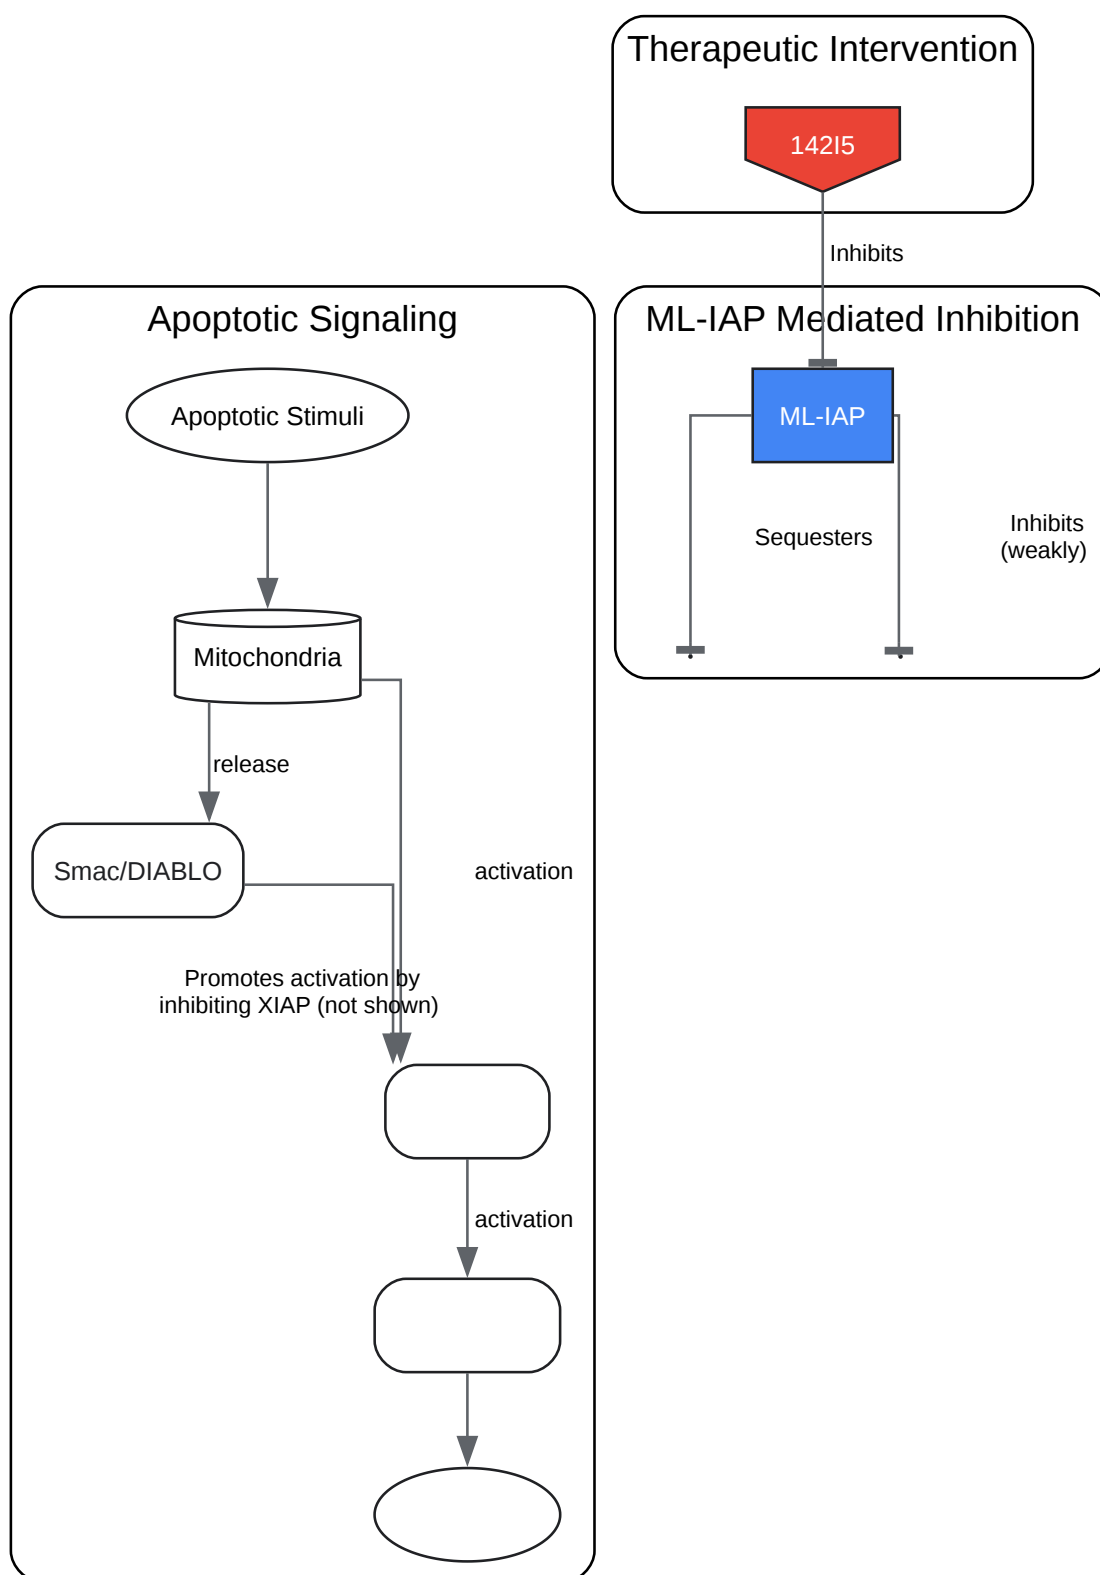 Therapeutic Intervention
142I5
Inhibits
Apoptotic Signaling
ML-IAP Mediated Inhibition
Apoptotic Stimuli
ML-IAP
Sequesters
Inhibits
(weakly)
Mitochondria
release
Smac/DIABLO
activation
Promotes activation by
inhibiting XIAP (not shown)
activation